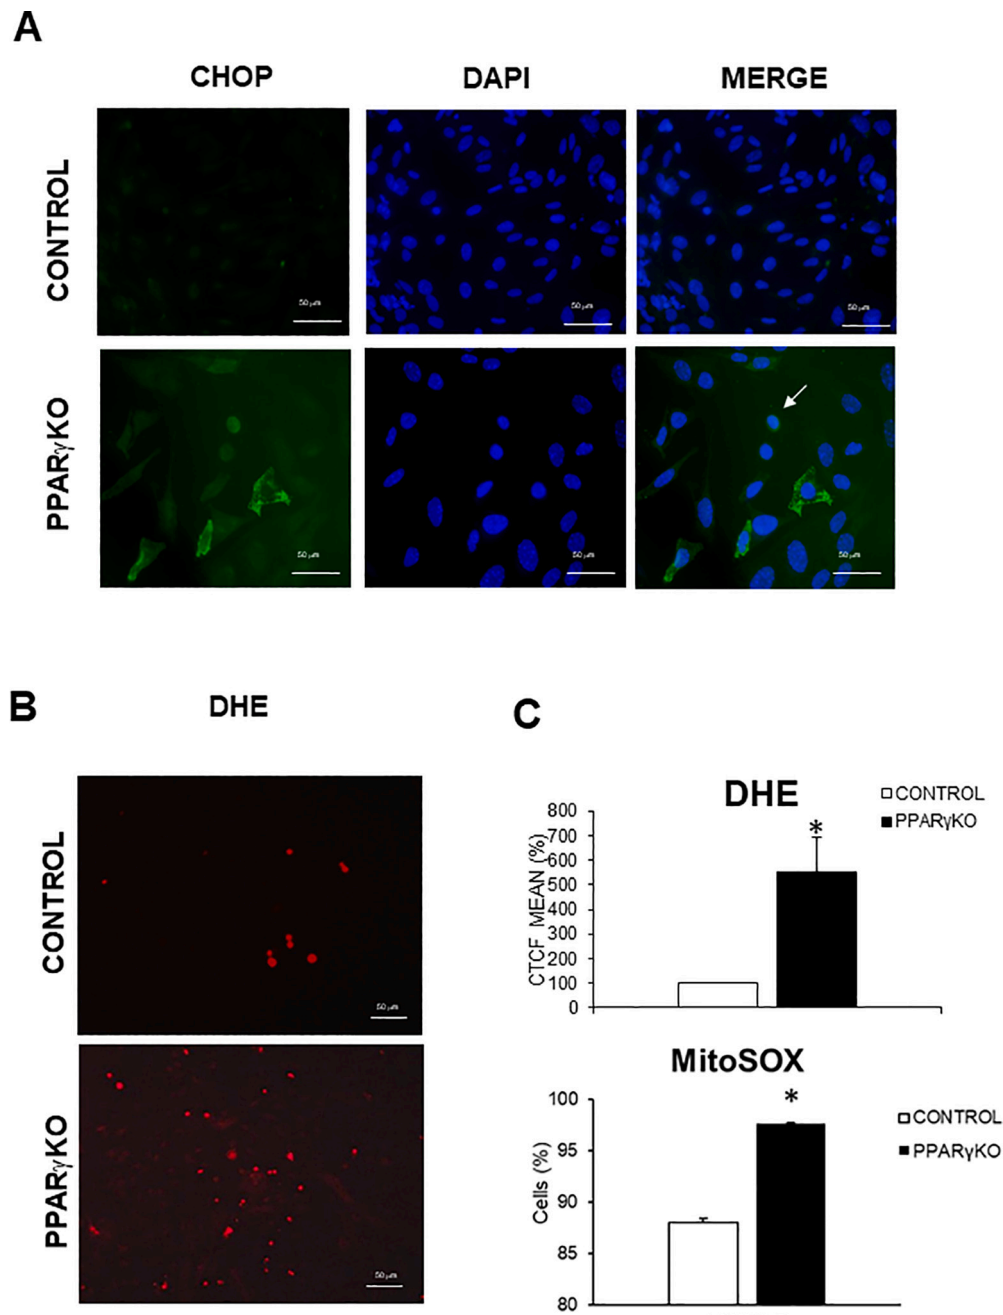 A
CHOP DAPI MERGE
CONTROL
50 µm 50 µm 50 µm
PPARγKO
50 µm 50 µm 50 µm
B
DHE
CONTROL
50 µm
PPARγKO
50 µm
C
DHE
CONTROL
PPARγKO
CTCF MEAN (%)
800
700
600
500
400
300
200
100
0
*
MitoSOX
CONTROL
PPARγKO
Cells (%)
100
95
90
85
80
*